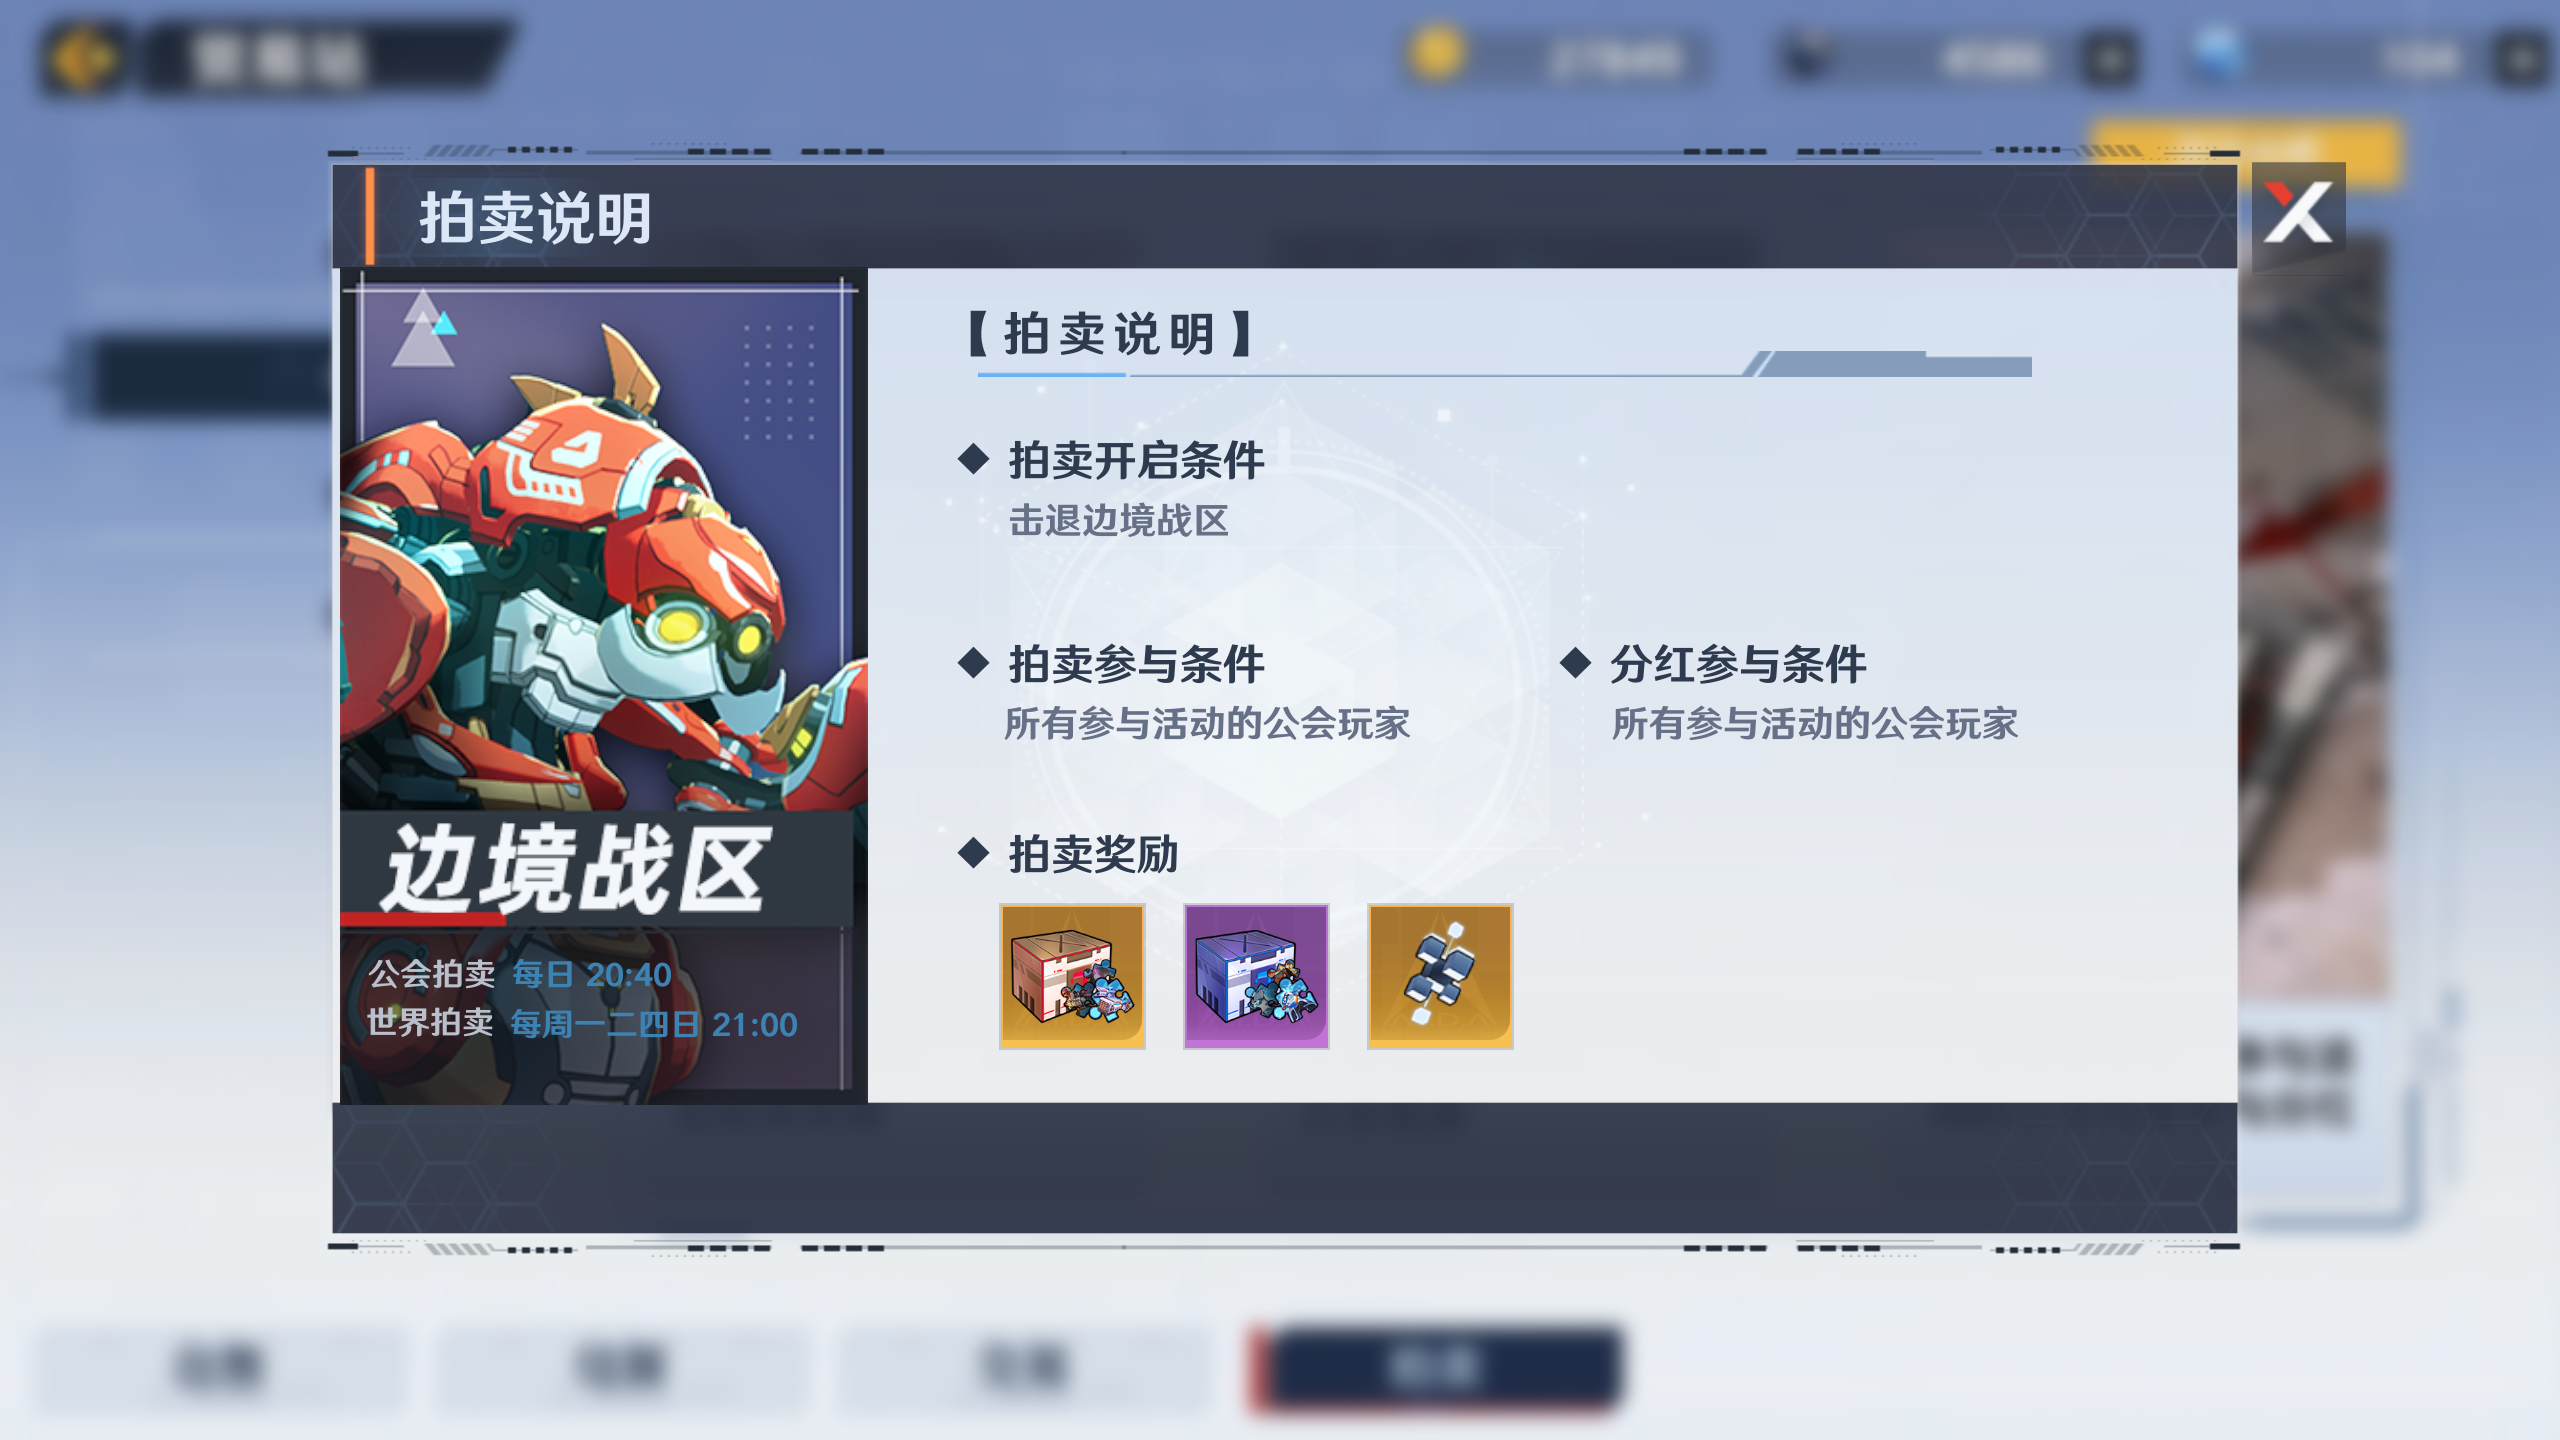 拍卖说明
【拍卖说明】
◆ 拍卖开启条件
击退边境战区
◆ 拍卖参与条件
所有参与活动的公会玩家
◆ 分红参与条件
所有参与活动的公会玩家
◆ 拍卖奖励
边境战区
公会拍卖 每日 20:40
世界拍卖 每周一二四日 21:00